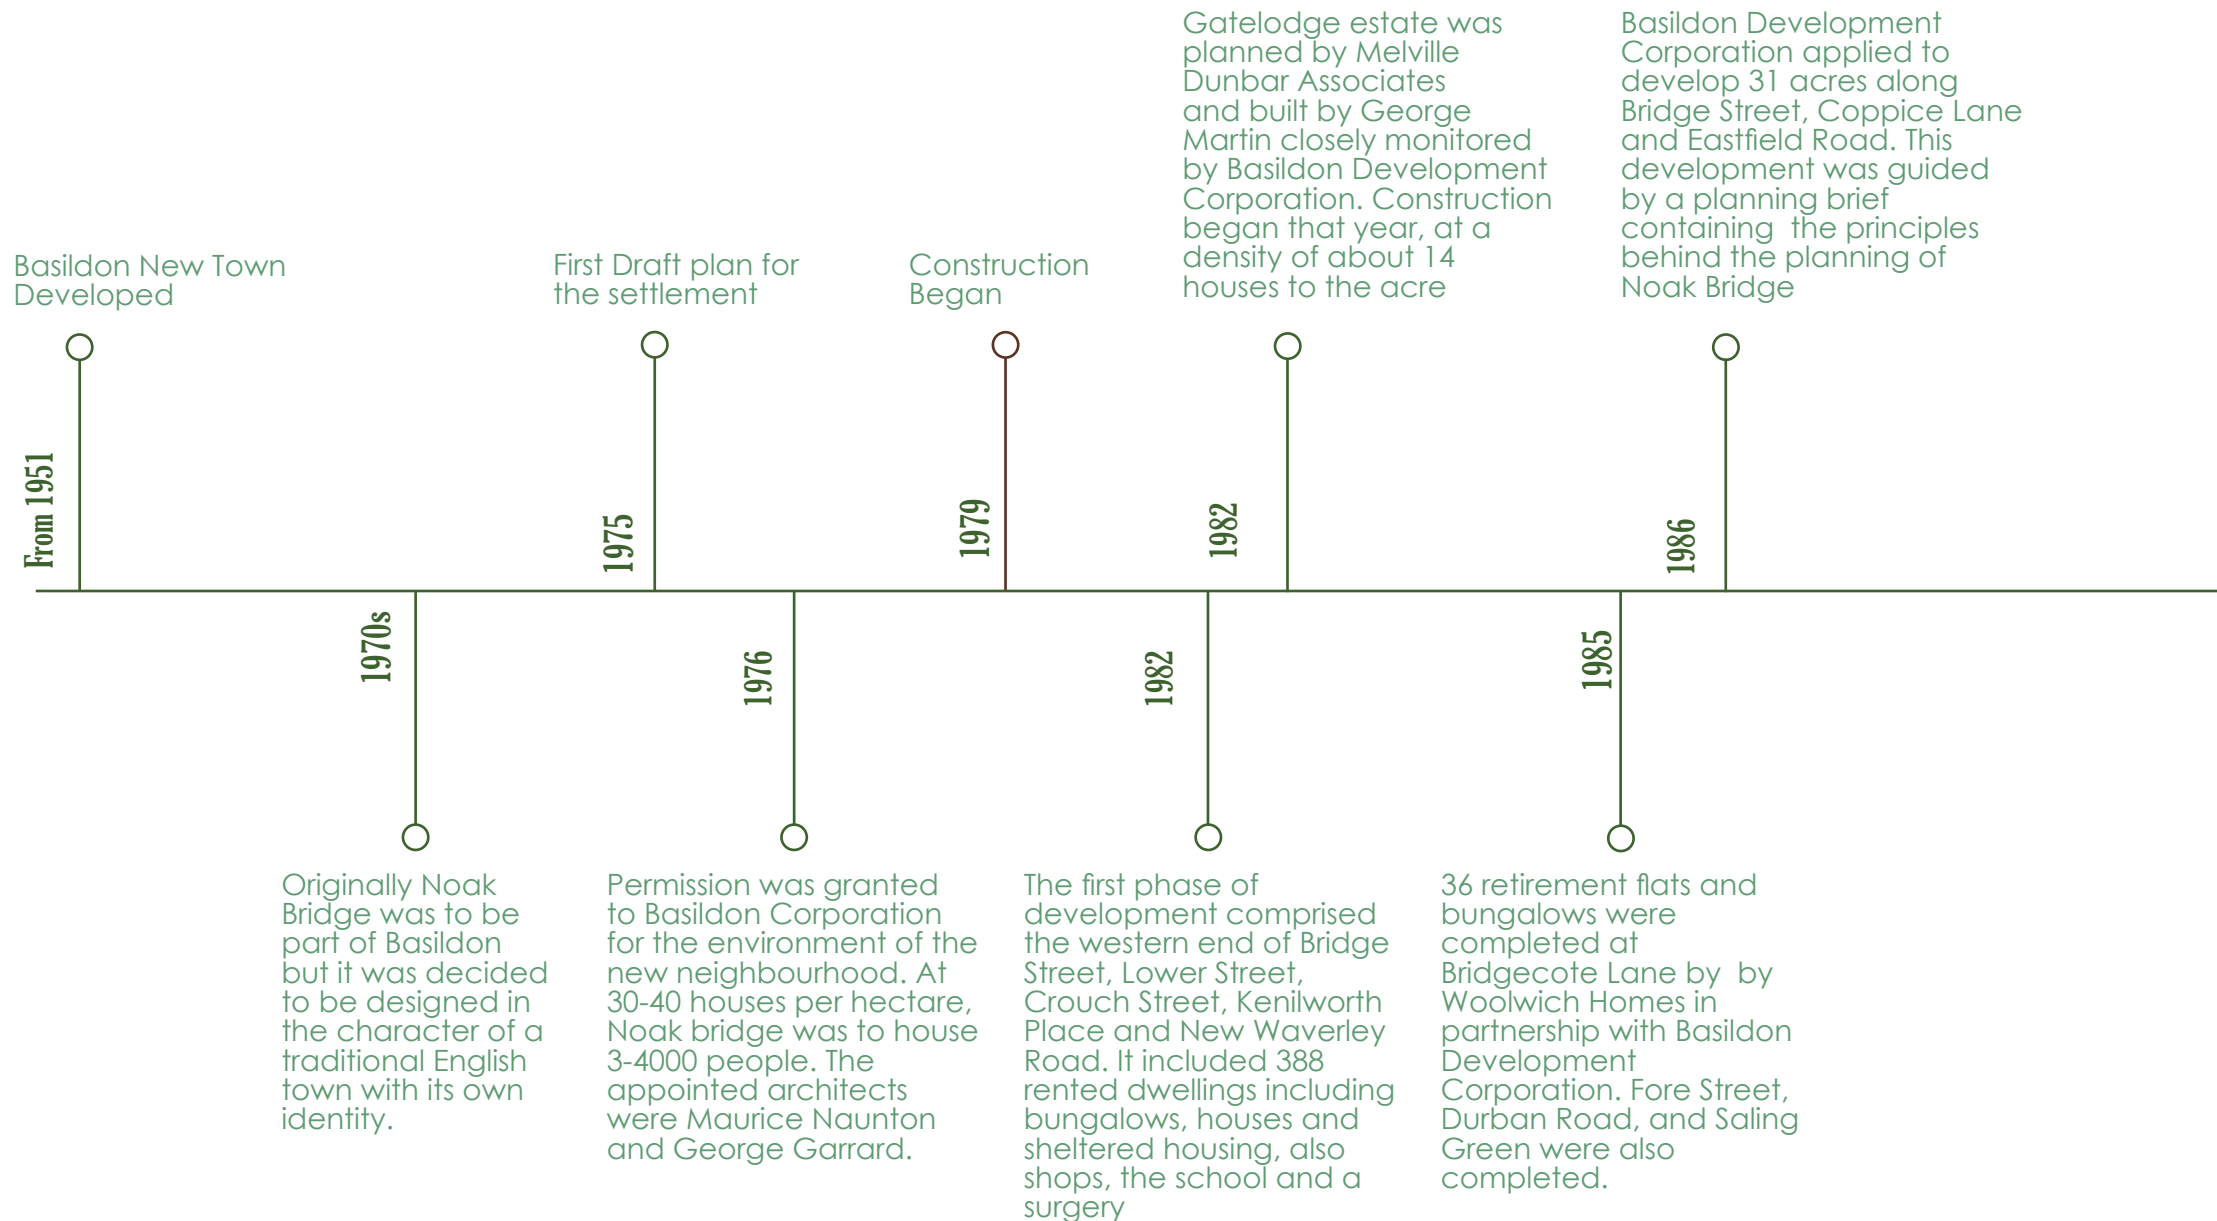 Basildon New Town
Developed
From 1951
Originally Noak
Bridge was to be
part of Basildon
but it was decided
to be designed in
the character of a
traditional English
town with its own
identity.
1970s
First Draft plan for
the settlement
1975
Permission was granted
to Basildon Corporation
for the environment of the
new neighbourhood. At
30-40 houses per hectare,
Noak bridge was to house
3-4000 people. The
appointed architects
were Maurice Naunton
and George Garrard.
1976
Construction
Began
1979
The first phase of
development comprised
the western end of Bridge
Street, Lower Street,
Crouch Street, Kenilworth
Place and New Waverley
Road. It included 388
rented dwellings including
bungalows, houses and
sheltered housing, also
shops, the school and a
surgery
1982
Gatelodge estate was
planned by Melville
Dunbar Associates
and built by George
Martin closely monitored
by Basildon Development
Corporation. Construction
began that year, at a
density of about 14
houses to the acre
1982
36 retirement flats and
bungalows were
completed at
Bridgecote Lane by  by
Woolwich Homes in
partnership with Basildon
Development
Corporation. Fore Street,
Durban Road, and Saling
Green were also
completed.
1985
Basildon Development
Corporation applied to
develop 31 acres along
Bridge Street, Coppice Lane
and Eastfield Road. This
development was guided
by a planning brief
containing  the principles
behind the planning of
Noak Bridge
1986